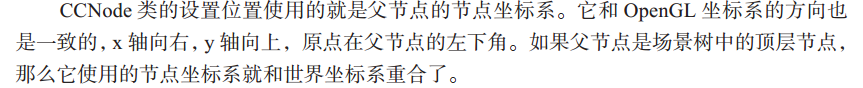 CCNode 类的设置位置使用的就是父节点的节点坐标系。它和 OpenGL 坐标系的方向也
是一致的，x 轴向右，y 轴向上，原点在父节点的左下角。如果父节点是场景树中的顶层节点，
那么它使用的节点坐标系就和世界坐标系重合了。